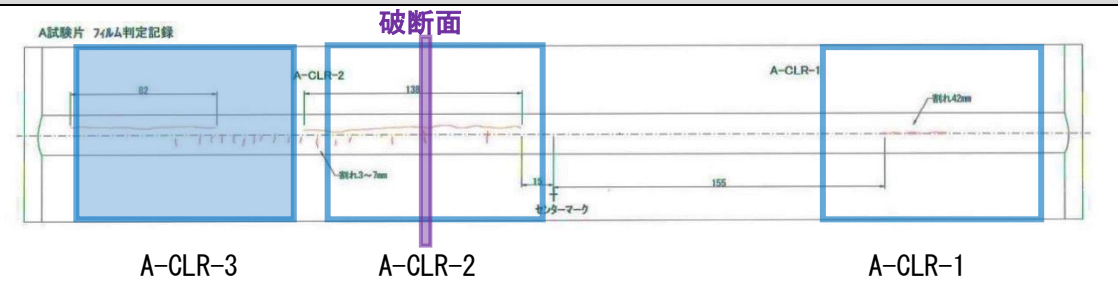 破断面
A試験片 フィルム判定記録
A-CLR-2
A-CLR-1
82
138
割れ42mm
割れ3~7mm
15
155
センターマーク
A-CLR-3
A-CLR-2
A-CLR-1